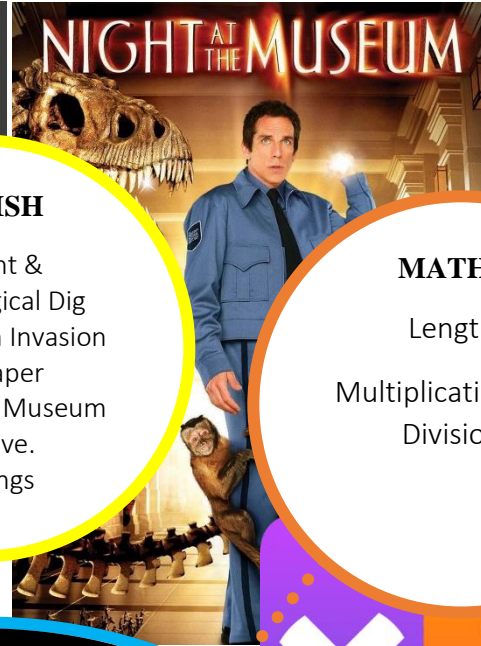 NIGHT AT THE MUSEUM
ISH
nt &
gical Dig
Invasion
aper
Museum
ve.
ngs
MATH
Lengt
Multiplicati
Divisio